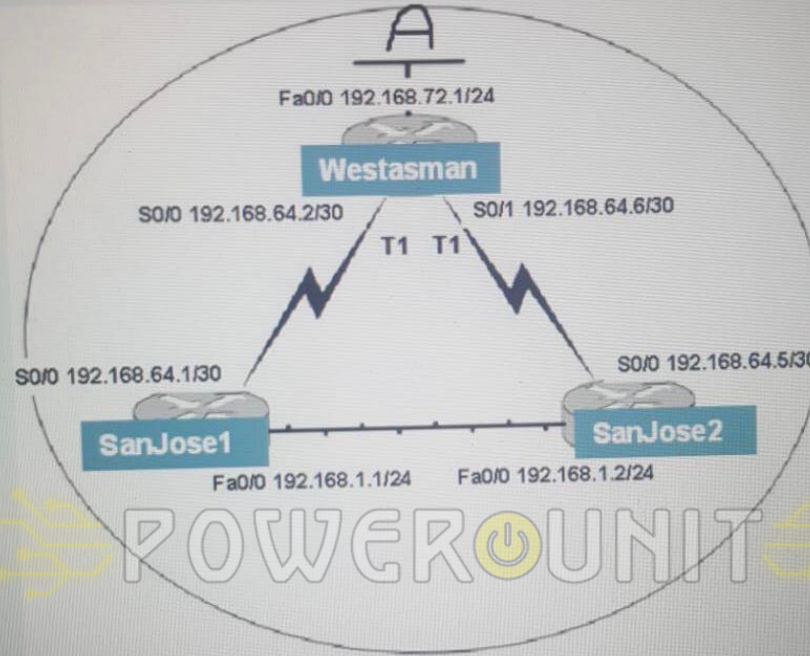 A
Fa0/0 192.168.72.1/24
Westasman
S0/0 192.168.64.2/30
S0/1 192.168.64.6/30
T1 T1
S0/0 192.168.64.1/30
S0/0 192.168.64.5/30
SanJose1
SanJose2
Fa0/0 192.168.1.1/24
Fa0/0 192.168.1.2/24
POWER UNIT